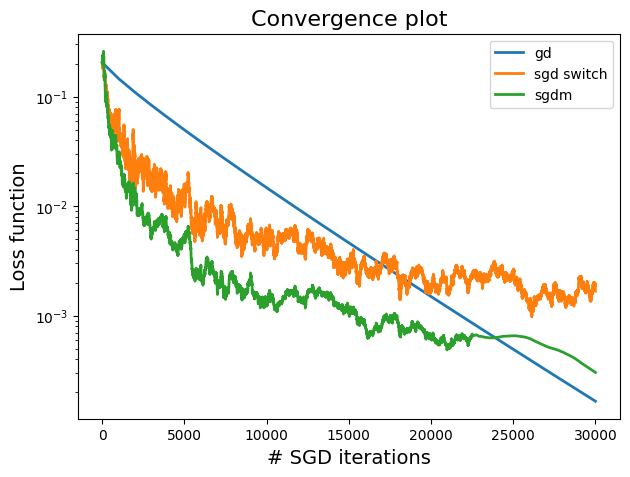 Convergence plot
gd
sgd switch
sgdm
Loss function
10⁻¹
10⁻²
10⁻³
0 5000 10000 15000 20000 25000 30000
# SGD iterations